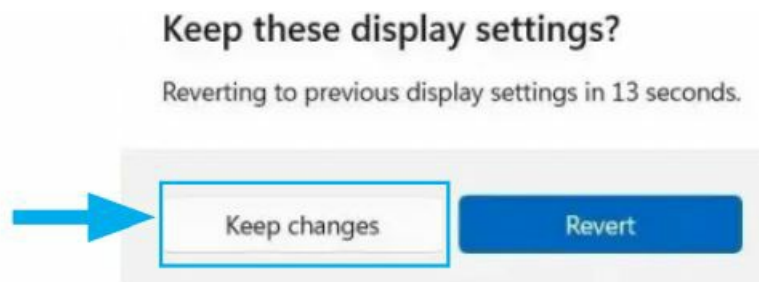 Keep these display settings?
Reverting to previous display settings in 13 seconds.
Keep changes
Revert